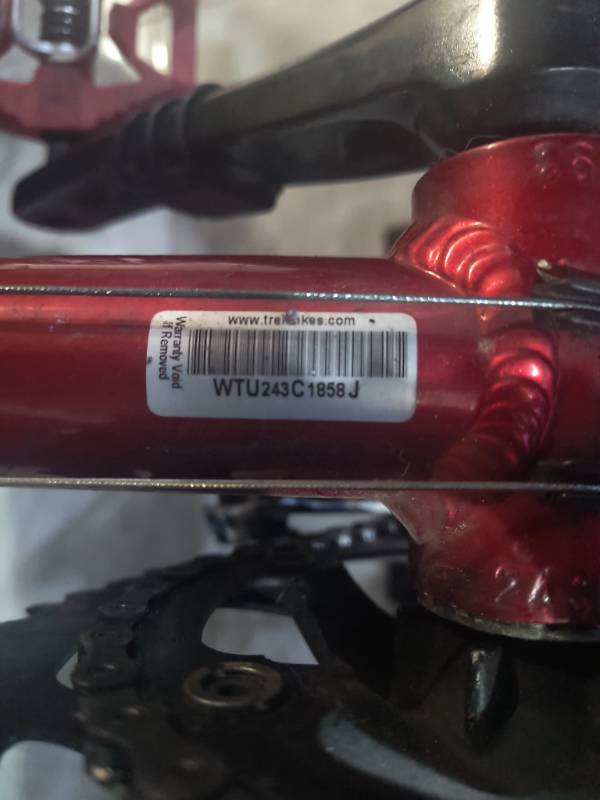 www.trekbikes.com
WTU243C1858J
Warranty Void
If Removed